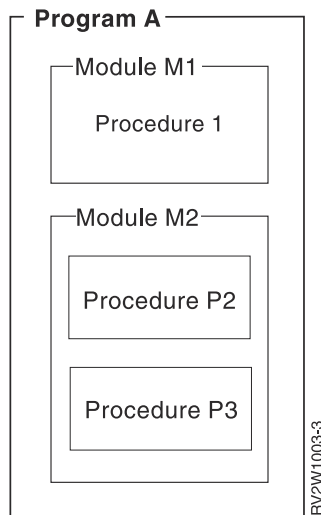 Program A
Module M1
Procedure 1
Module M2
Procedure P2
Procedure P3
RV2W1003-3